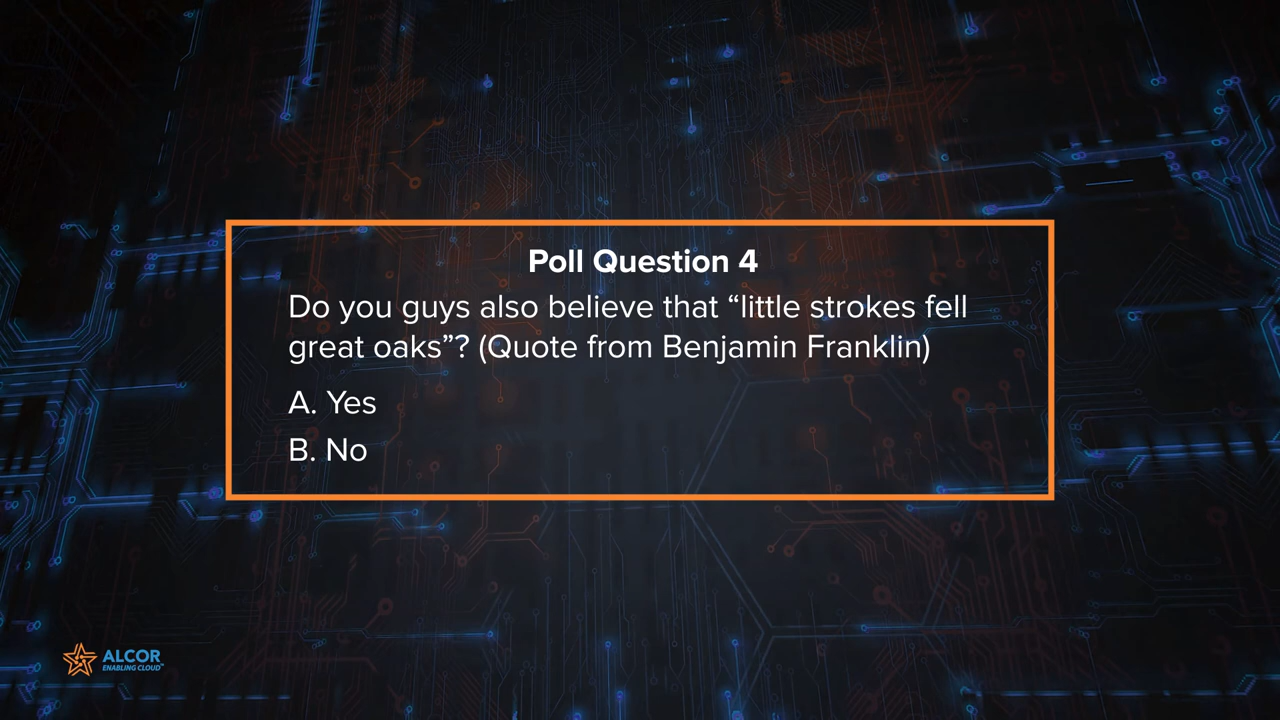 Poll Question 4
Do you guys also believe that “little strokes fell
great oaks”? (Quote from Benjamin Franklin)
A. Yes
B. No
ALCOR
ENABLING CLOUD™